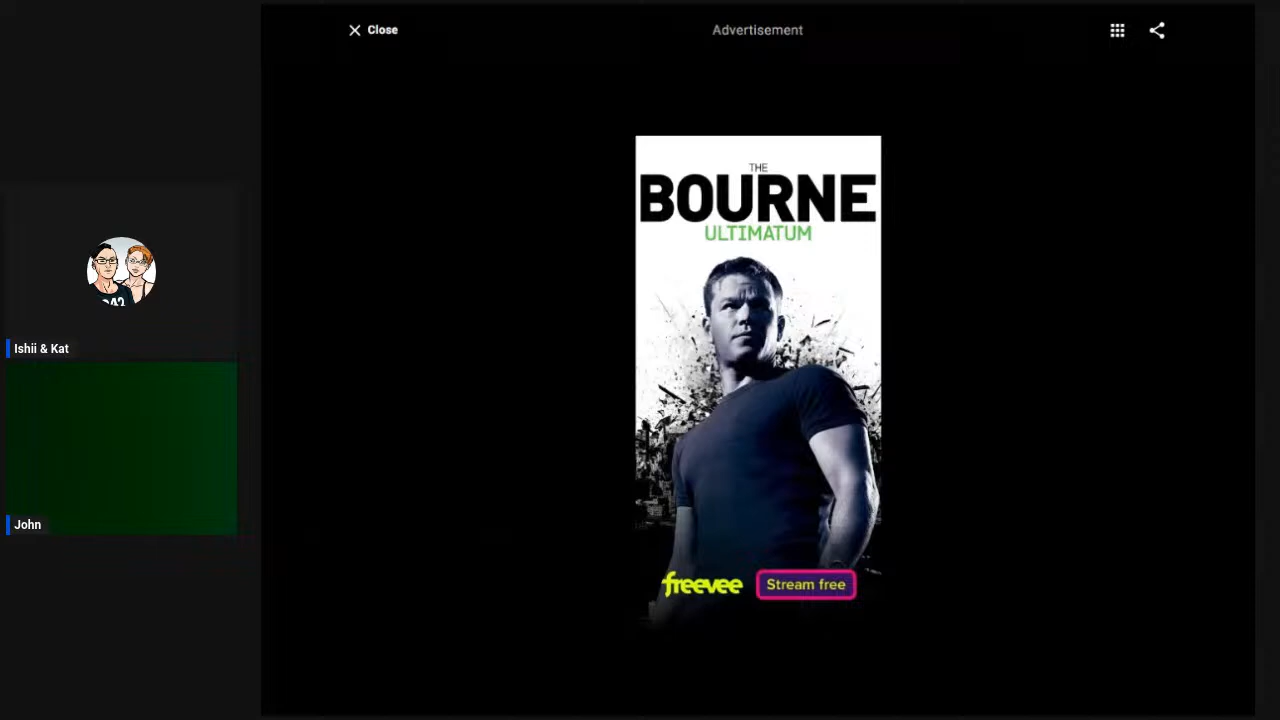 Close
Advertisement
THE
BOURNE
ULTIMATUM
freevee
Stream free
Ishii & Kat
John